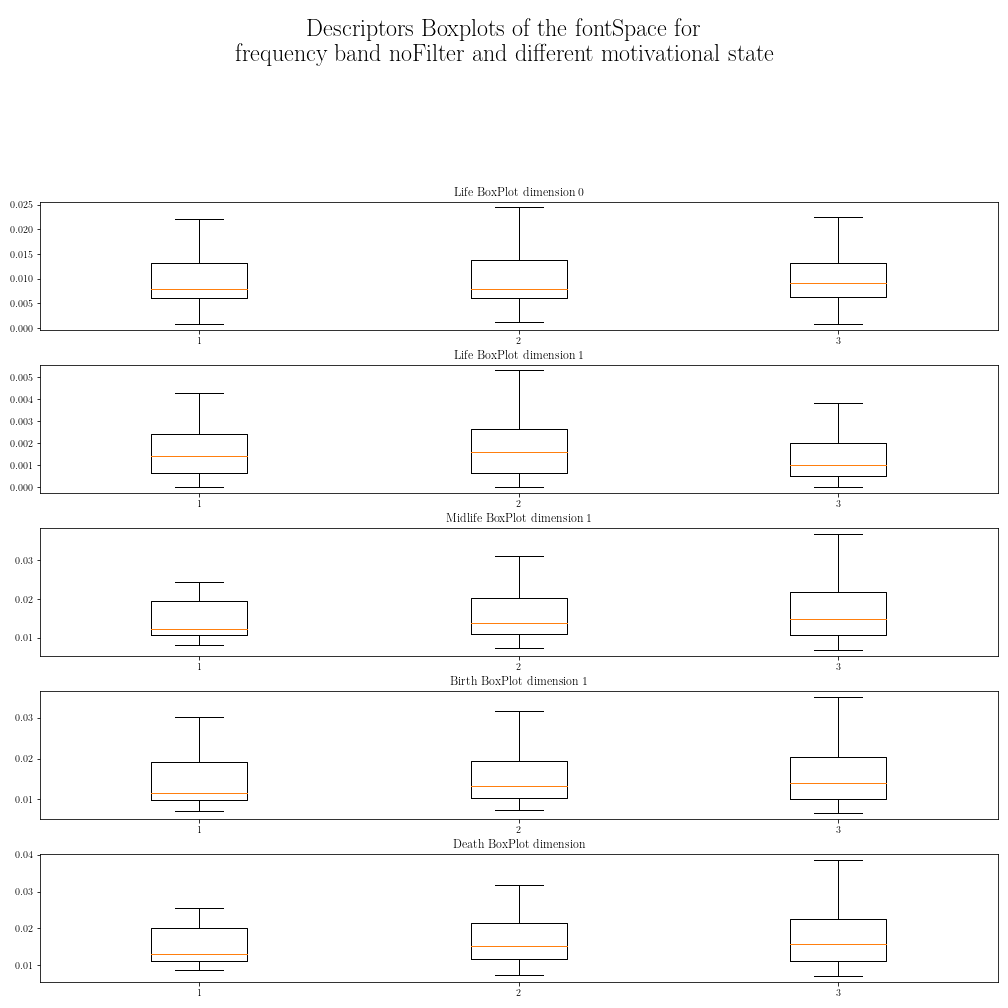 Descriptors Boxplots of the fontSpace for
frequency band noFilter and different motivational state
Life BoxPlot dimension 0
0.025
0.020
0.015
0.010
0.005
0.000
1 2 3
Life BoxPlot dimension 1
0.005
0.004
0.003
0.002
0.001
0.000
1 2 3
Midlife BoxPlot dimension 1
0.03
0.02
0.01
1 2 3
Birth BoxPlot dimension 1
0.03
0.02
0.01
1 2 3
Death BoxPlot dimension
0.04
0.03
0.02
0.01
1 2 3